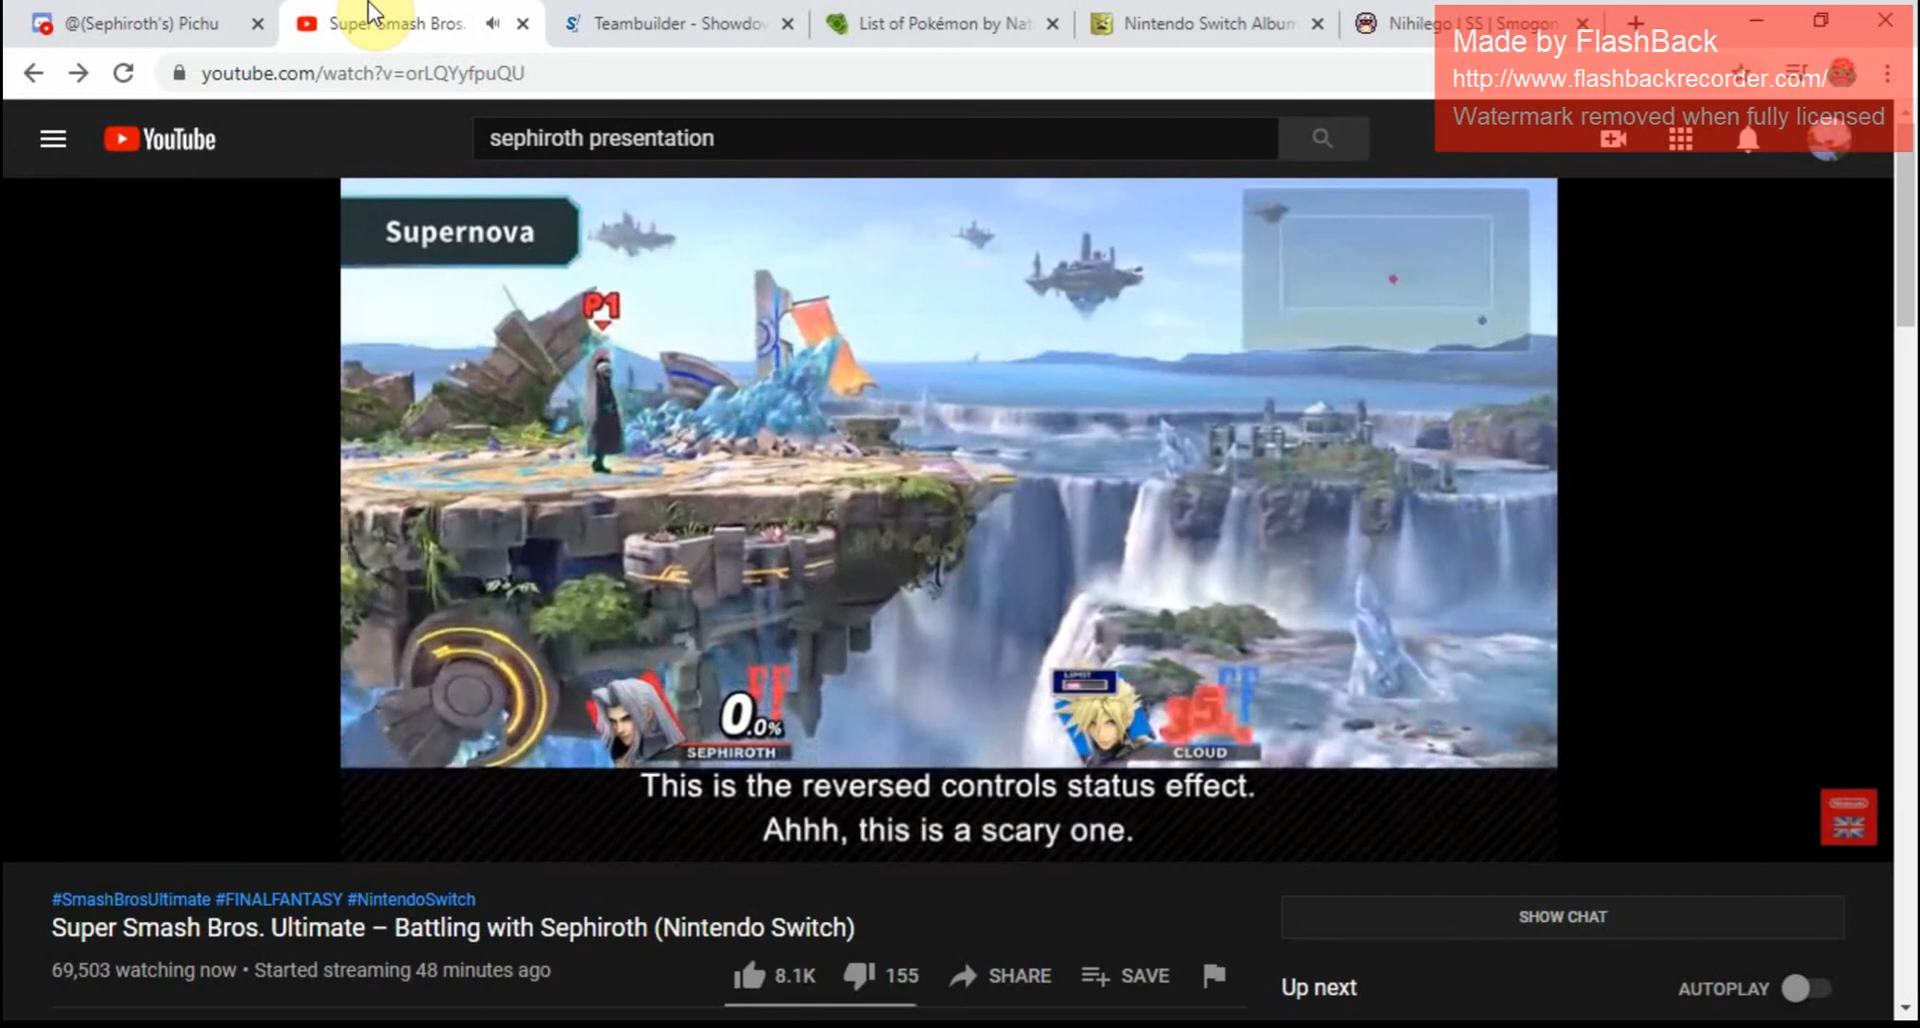 @(Sephiroth's) Pichu
Super Smash Bros.
Teambuilder - Showdo
List of Pokémon by Nat
Nintendo Switch Album
Nihilego | SS | Smogon
Made by FlashBack
http://www.flashbackrecorder.com/
Watermark removed when fully licensed
youtube.com/watch?v=orLQYyfpuQU
YouTube
sephiroth presentation
Supernova
P1
LIMIT
0.0%
SEPHIROTH
CLOUD
This is the reversed controls status effect.
Ahhh, this is a scary one.
Nintendo
#SmashBrosUltimate #FINALFANTASY #NintendoSwitch
Super Smash Bros. Ultimate – Battling with Sephiroth (Nintendo Switch)
69,503 watching now • Started streaming 48 minutes ago
8.1K
155
SHARE
SAVE
SHOW CHAT
Up next
AUTOPLAY